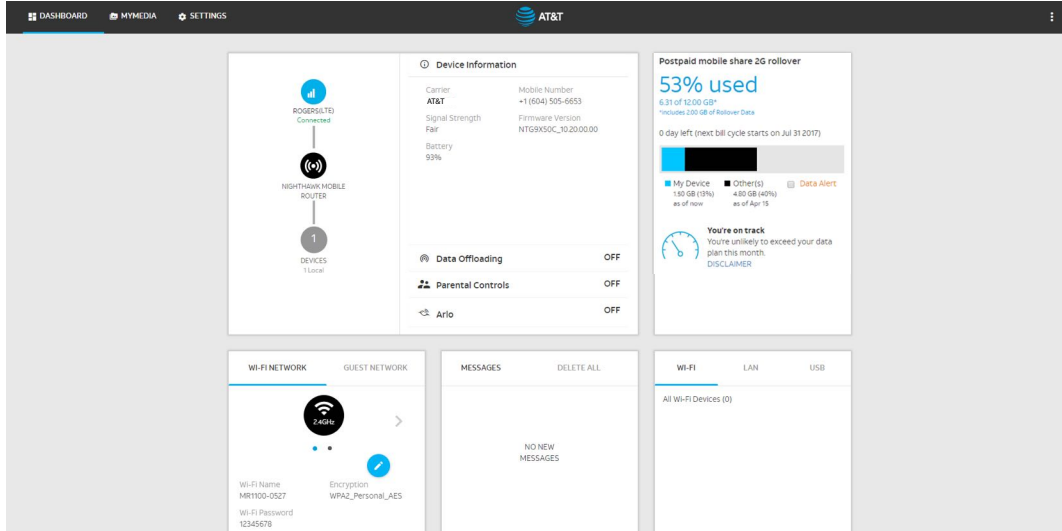 DASHBOARD MYMEDIA SETTINGS AT&T
ROGERS(LTE)
Connected
NIGHTHAWK MOBILE
ROUTER
1
DEVICES
1 Local
Device Information
Carrier Mobile Number
AT&T +1 (604) 505-6653
Signal Strength Firmware Version
Fair NTG9X50C_10.20.00.00
Battery
93%
Data Offloading OFF
Parental Controls OFF
Arlo OFF
Postpaid mobile share 2G rollover
53% used
6.31 of 12.00 GB*
*Includes 2.00 GB of Rollover Data
0 day left (next bill cycle starts on Jul 31 2017)
My Device Other(s) Data Alert
1.50 GB (13%) 4.80 GB (40%)
as of now as of Apr 15
You're on track
You're unlikely to exceed your data
plan this month.
DISCLAIMER
WI-FI NETWORK GUEST NETWORK
2.4GHz
Wi-Fi Name Encryption
MR1100-0527 WPA2_Personal_AES
Wi-Fi Password
12345678
MESSAGES DELETE ALL
NO NEW
MESSAGES
WI-FI LAN USB
All Wi-Fi Devices (0)